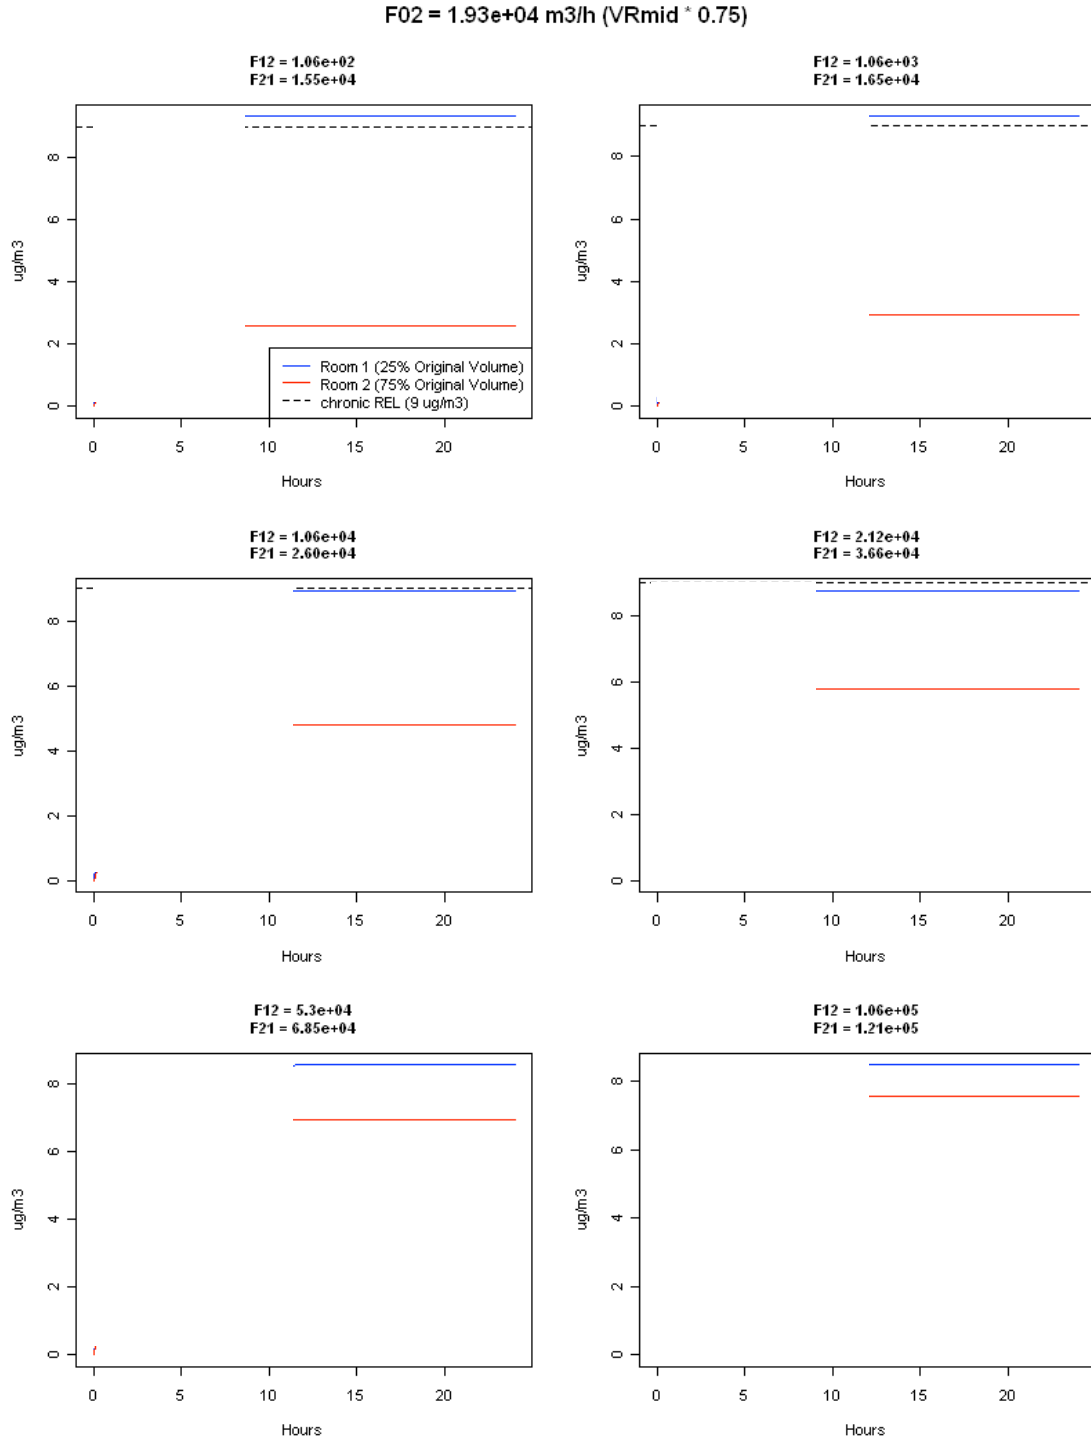 F02 = 1.93e+04 m3/h (VRmid * 0.75)
F12 = 1.06e+02
F21 = 1.55e+04
ug/m3
8
6
4
2
0
Room 1 (25% Original Volume)
Room 2 (75% Original Volume)
chronic REL (9 ug/m3)
0 5 10 15 20
Hours
F12 = 1.06e+03
F21 = 1.65e+04
ug/m3
8
6
4
2
0
0 5 10 15 20
Hours
F12 = 1.06e+04
F21 = 2.60e+04
ug/m3
8
6
4
2
0
0 5 10 15 20
Hours
F12 = 2.12e+04
F21 = 3.66e+04
ug/m3
8
6
4
2
0
0 5 10 15 20
Hours
F12 = 5.3e+04
F21 = 6.85e+04
ug/m3
8
6
4
2
0
0 5 10 15 20
Hours
F12 = 1.06e+05
F21 = 1.21e+05
ug/m3
8
6
4
2
0
0 5 10 15 20
Hours